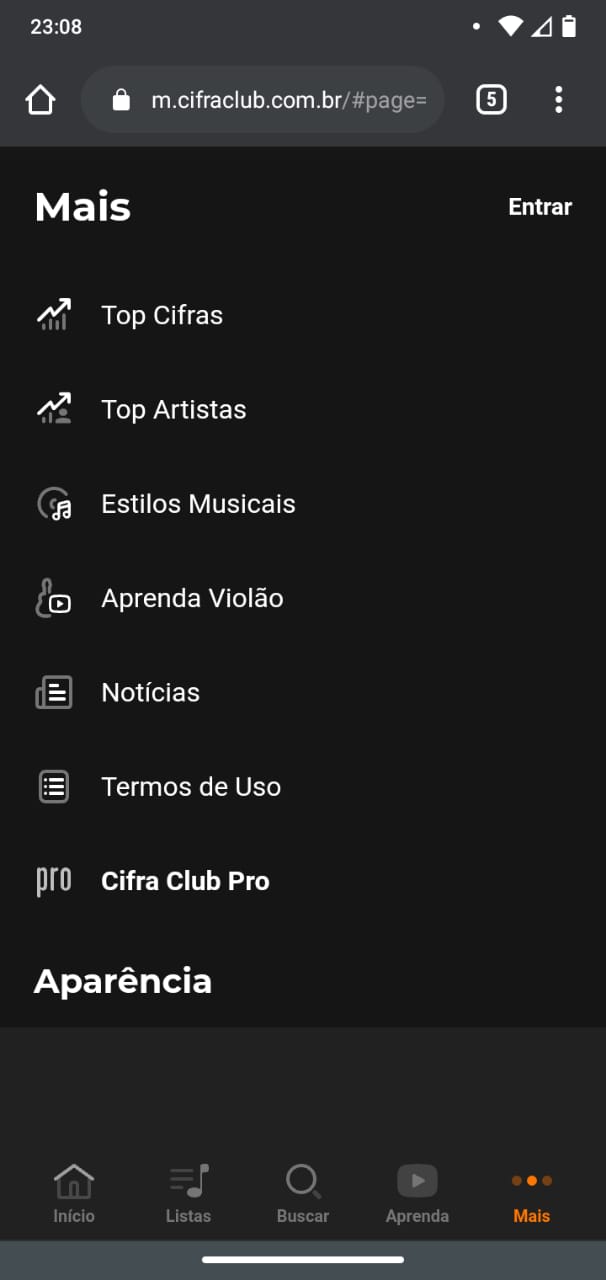 23:08
m.cifraclub.com.br/#page=
5
Mais
Entrar
Top Cifras
Top Artistas
Estilos Musicais
Aprenda Violão
Notícias
Termos de Uso
pro Cifra Club Pro
Aparência
Início Listas Buscar Aprenda Mais